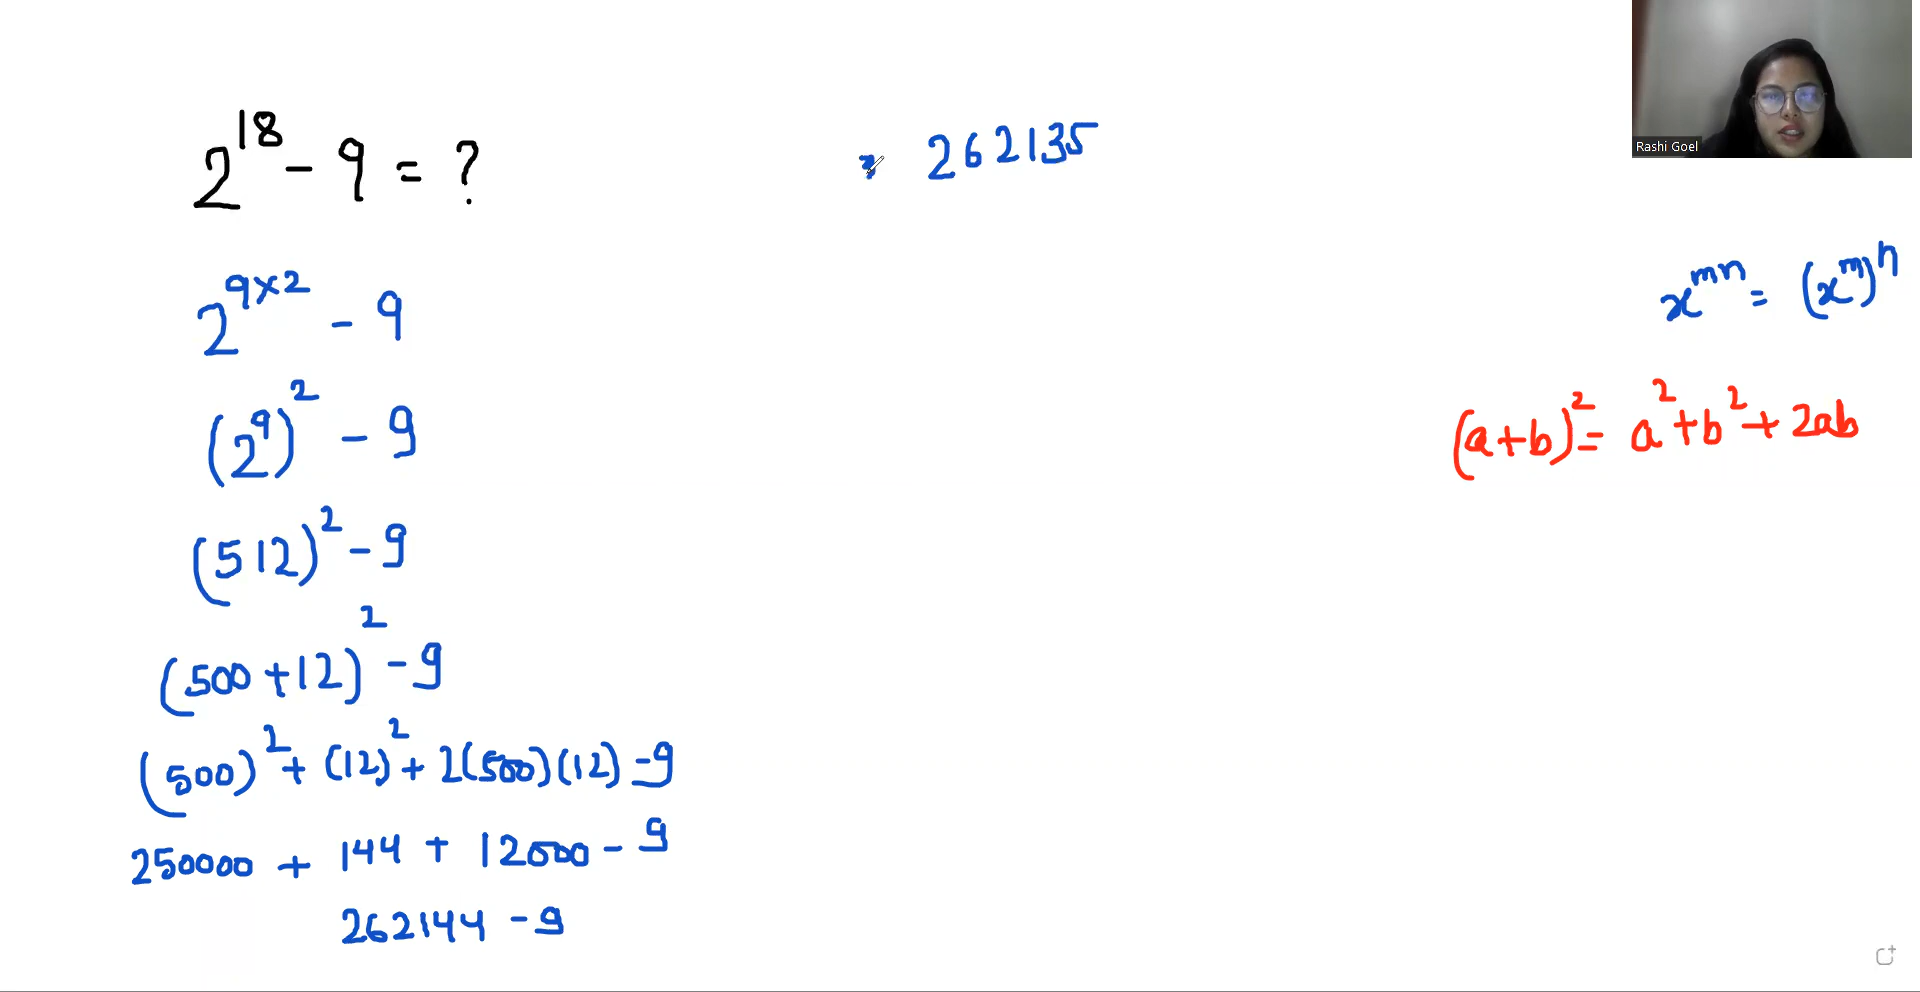 2^18 - 9 = ?
2^9×2 - 9
(2^9)^2 - 9
(512)^2 - 9
(500+12)^2 - 9
(500)^2 + (12)^2 + 2(500)(12) - 9
250000 + 144 + 12000 - 9
262144 - 9
= 262135
Rashi Goel
x^mn = (x^m)^n
(a+b)^2 = a^2+b^2+2ab